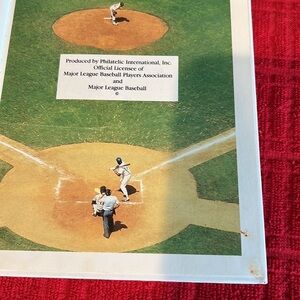 Produced by Philatelic International, Inc.
Official Licensee of
Major League Baseball Players Association
and
Major League Baseball
©